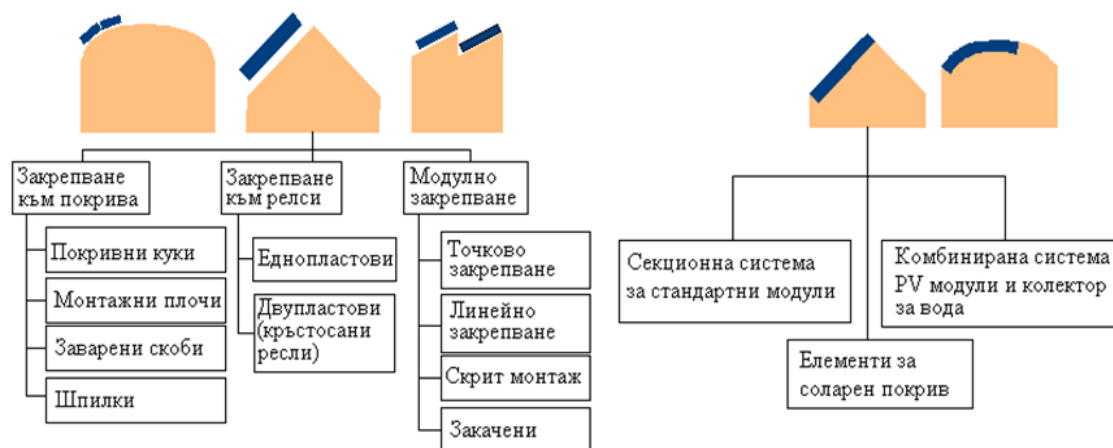 Закрепване
към покрива
Покривни куки
Монтажни плочи
Заварени скоби
Шпилки
Закрепване
към релси
Еднопластови
Двупластови
(кръстосани
ресли)
Модулно
закрепване
Точково
закрепване
Линейно
закрепване
Скрит монтаж
Закачени
Секционна система
за стандартни модули
Елементи за
соларен покрив
Комбинирана система
PV модули и колектор
за вода